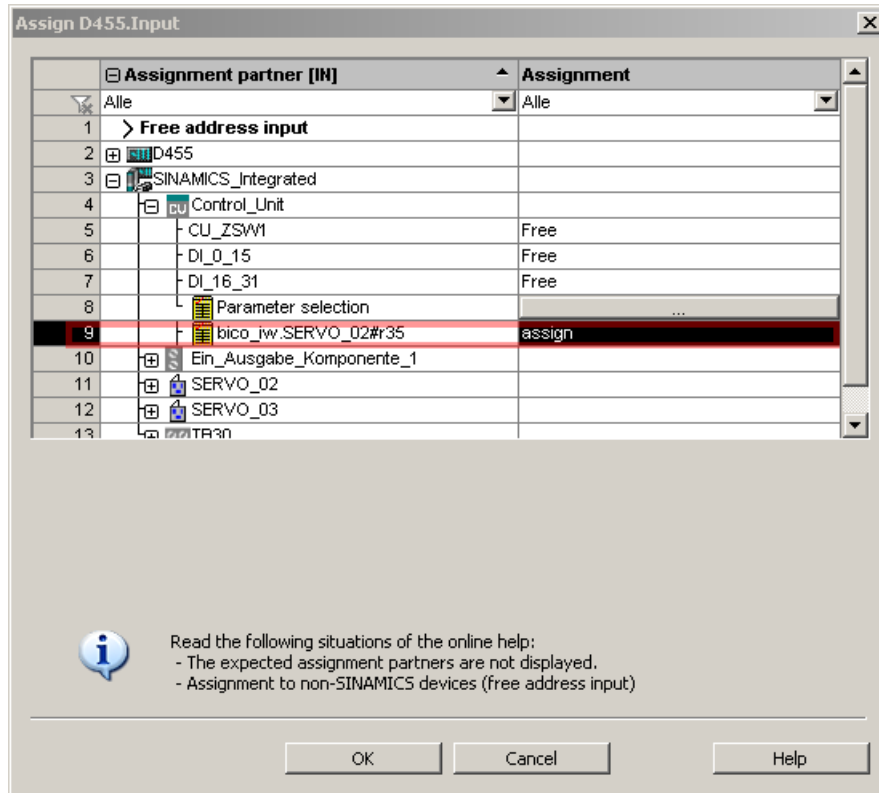 Assign D455.Input
Assignment partner [IN] Assignment
Alle Alle
1 Free address input
2 D455
3 SINAMICS_Integrated
4 CU Control_Unit
5 CU_ZSW1 Free
6 DI_0_15 Free
7 DI_16_31 Free
8 Parameter selection ...
9 bico_iw.SERVO_02#r35 assign
10 Ein_Ausgabe_Komponente_1
11 SERVO_02
12 SERVO_03
13 TB30
Read the following situations of the online help:
- The expected assignment partners are not displayed.
- Assignment to non-SINAMICS devices (free address input)
OK Cancel Help